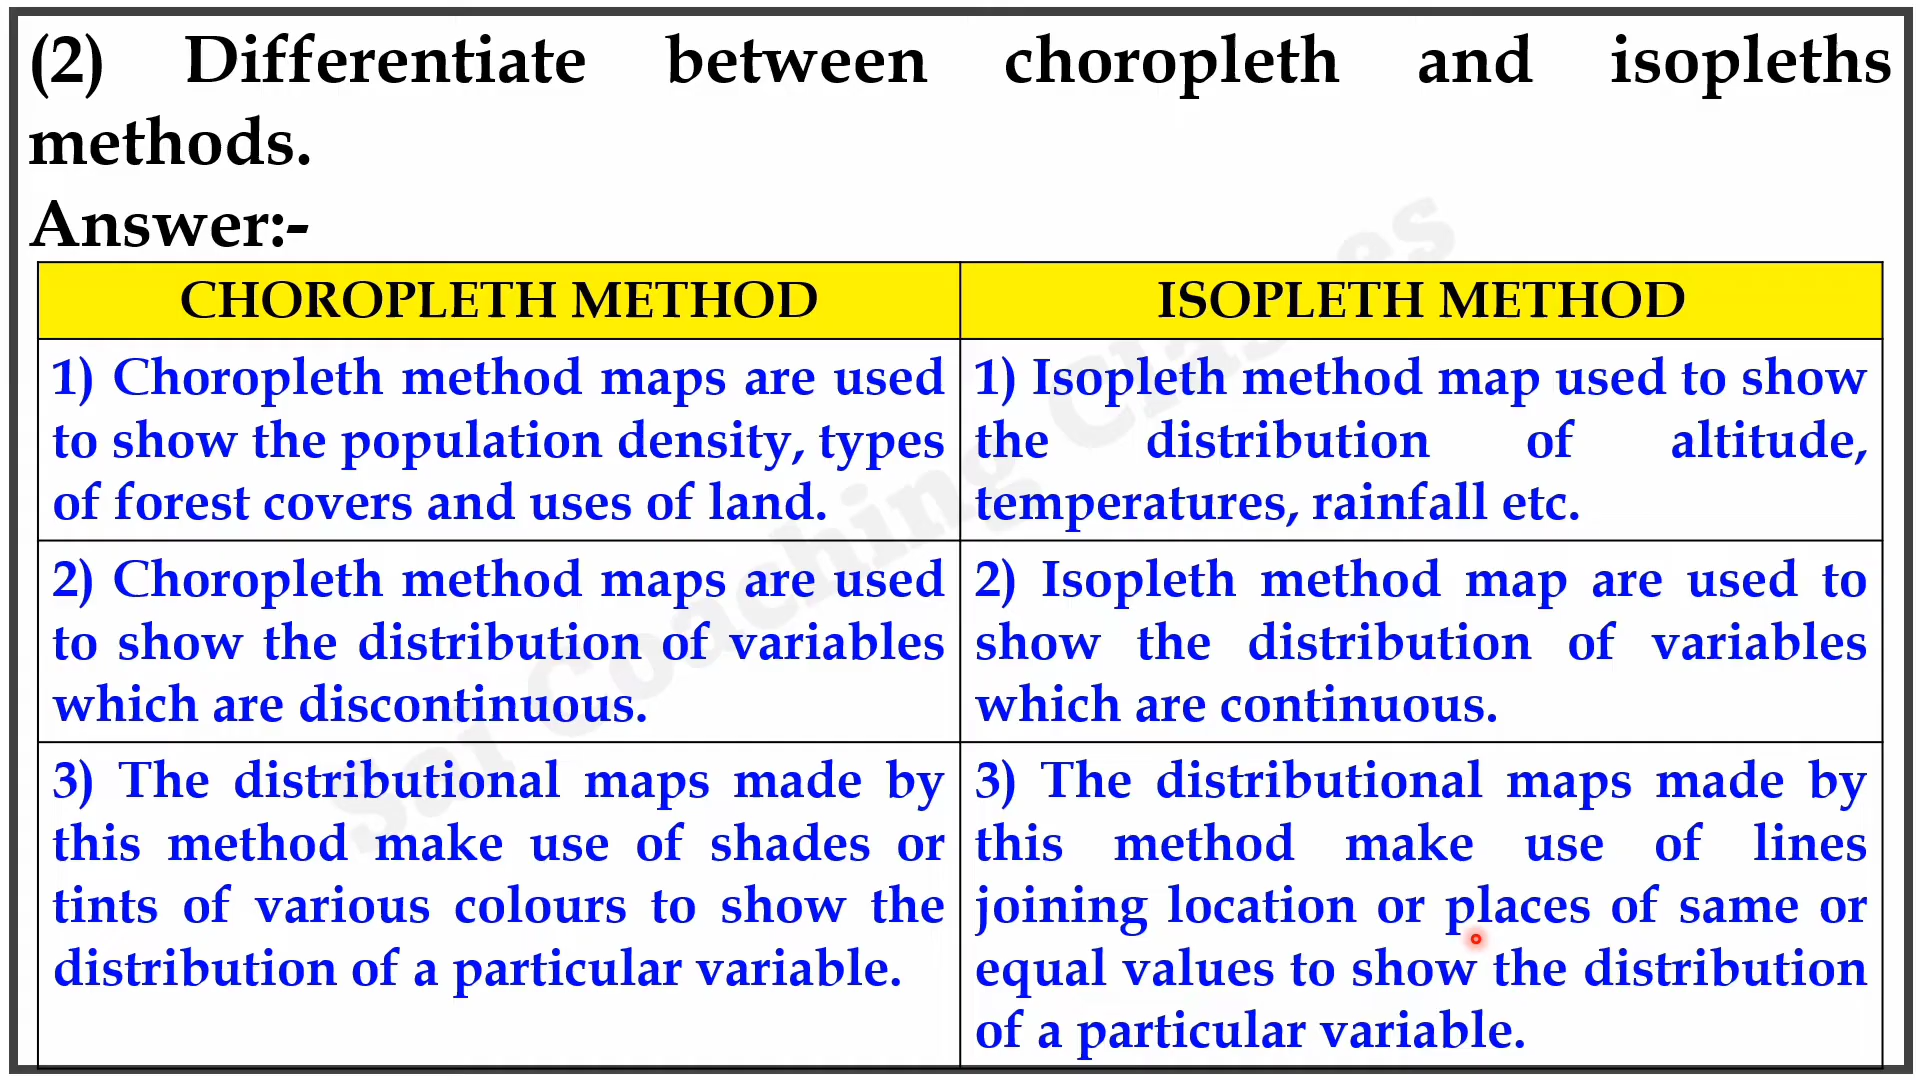 (2) Differentiate between choropleth and isopleths
methods.
Answer:-
CHOROPLETH METHOD
ISOPLETH METHOD
1) Choropleth method maps are used
to show the population density, types
of forest covers and uses of land.
1) Isopleth method map used to show
the distribution of altitude,
temperatures, rainfall etc.
2) Choropleth method maps are used
to show the distribution of variables
which are discontinuous.
2) Isopleth method map are used to
show the distribution of variables
which are continuous.
3) The distributional maps made by
this method make use of shades or
tints of various colours to show the
distribution of a particular variable.
3) The distributional maps made by
this method make use of lines
joining location or places of same or
equal values to show the distribution
of a particular variable.
Sai Coaching Classes